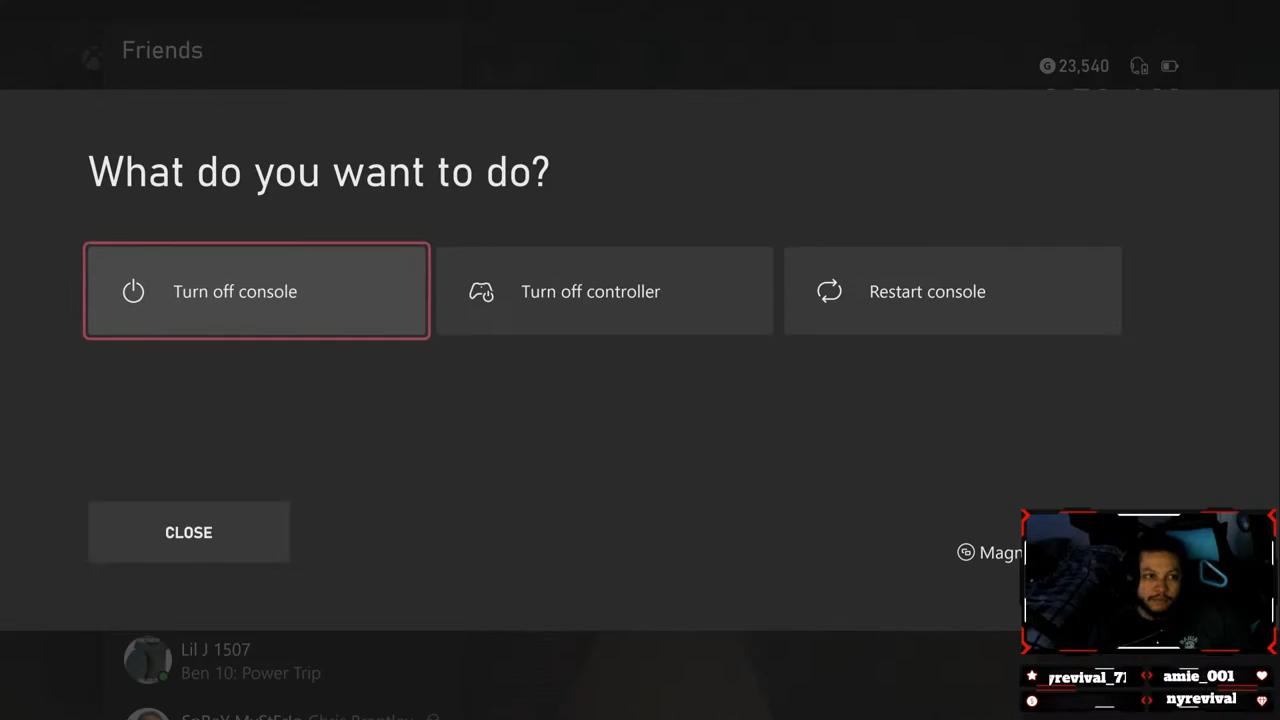 Friends
23,540
What do you want to do?
Turn off console
Turn off controller
Restart console
CLOSE
Magn
Lil J 1507
Ben 10: Power Trip
yrevival_71
amie_001
nyrevival